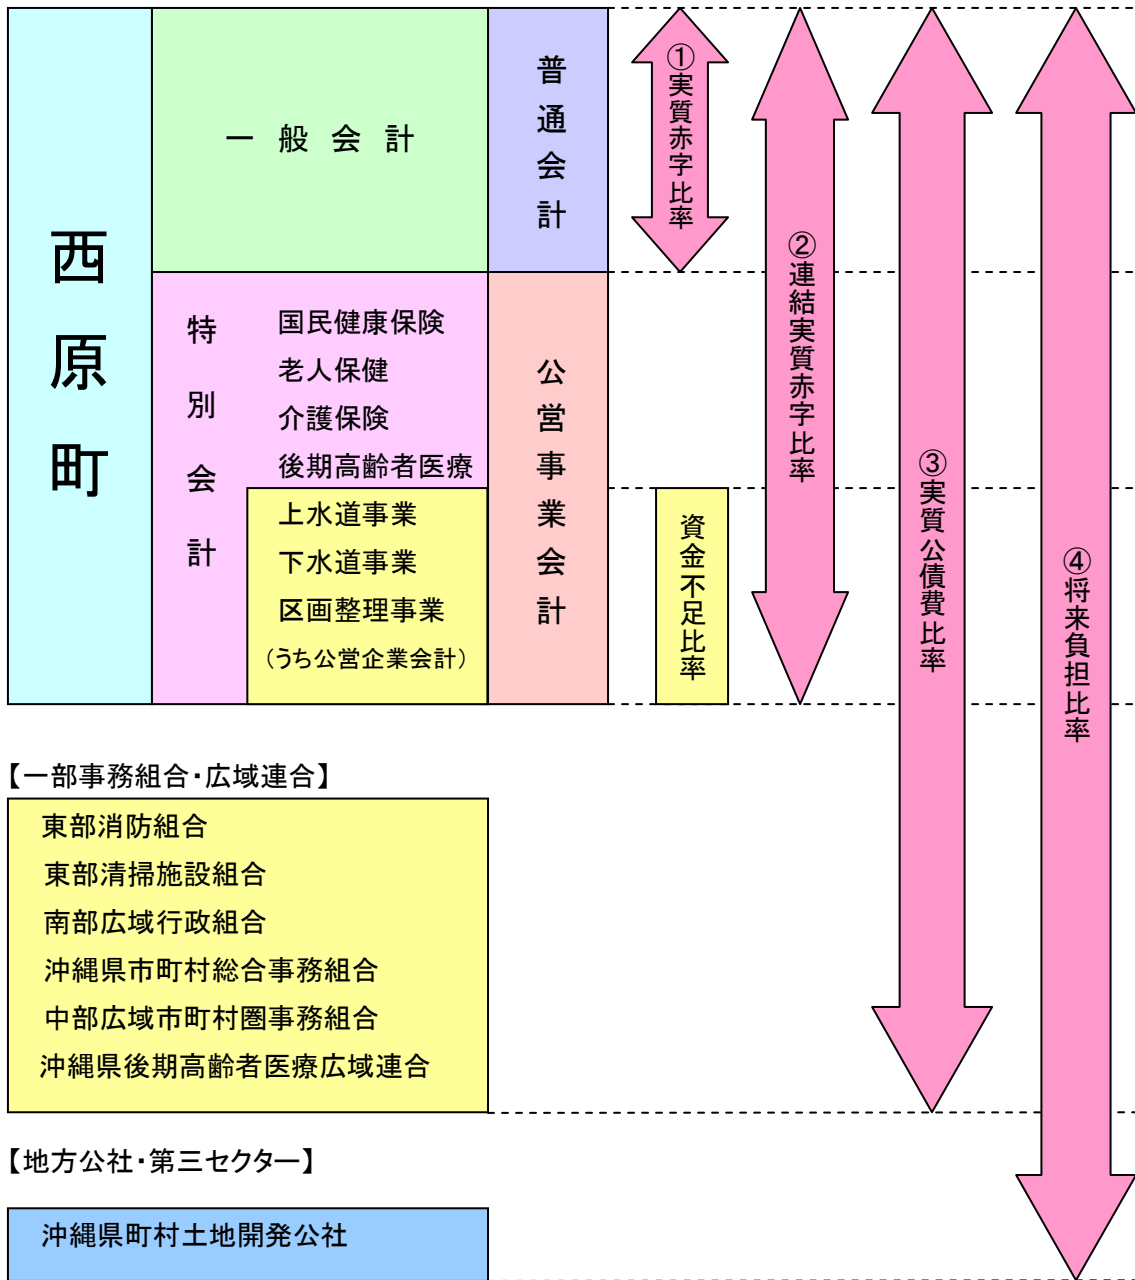 西原町
一般会計
普通会計
特別会計
国民健康保険
老人保健
介護保険
後期高齢者医療
上水道事業
下水道事業
区画整理事業
（うち公営企業会計）
公営事業会計
資金不足比率
①実質赤字比率
②連結実質赤字比率
③実質公債費比率
④将来負担比率
【一部事務組合・広域連合】
東部消防組合
東部清掃施設組合
南部広域行政組合
沖縄県市町村総合事務組合
中部広域市町村圏事務組合
沖縄県後期高齢者医療広域連合
【地方公社・第三セクター】
沖縄県町村土地開発公社